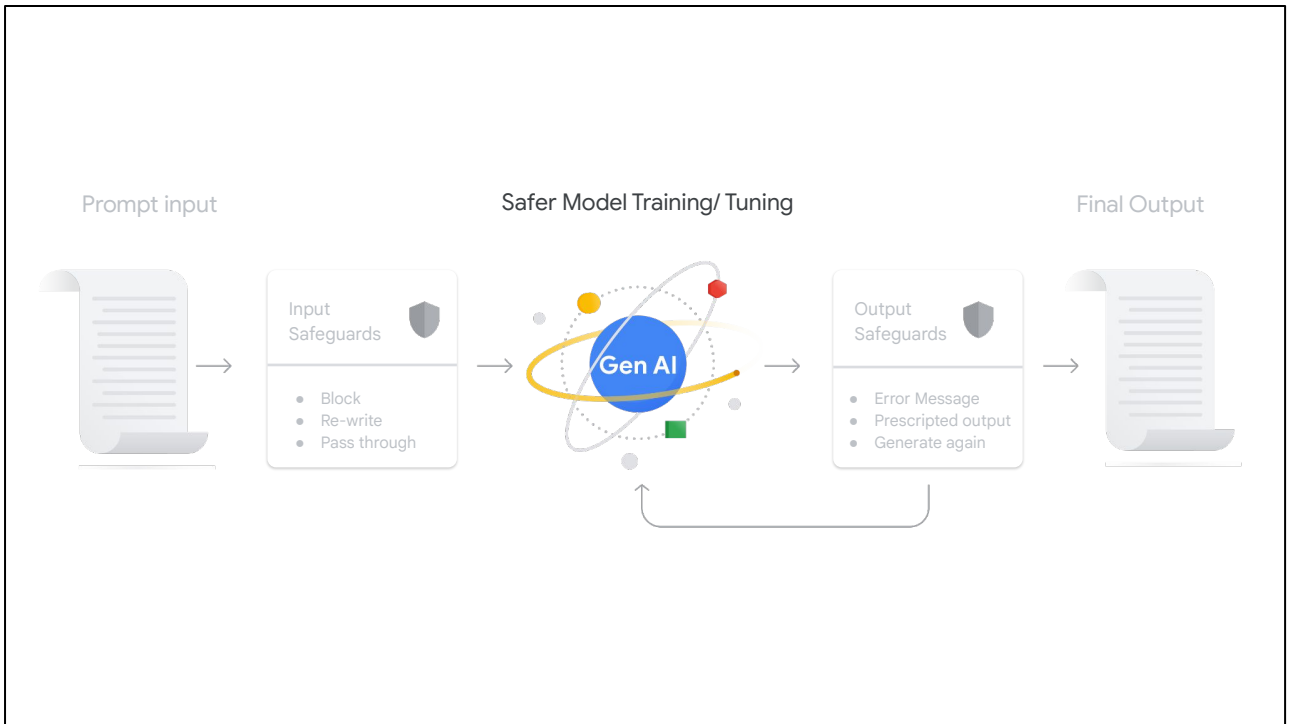 Prompt input
Safer Model Training/ Tuning
Final Output
Input
Safeguards
Block
Re-write
Pass through
Gen AI
Output
Safeguards
Error Message
Prescripted output
Generate again